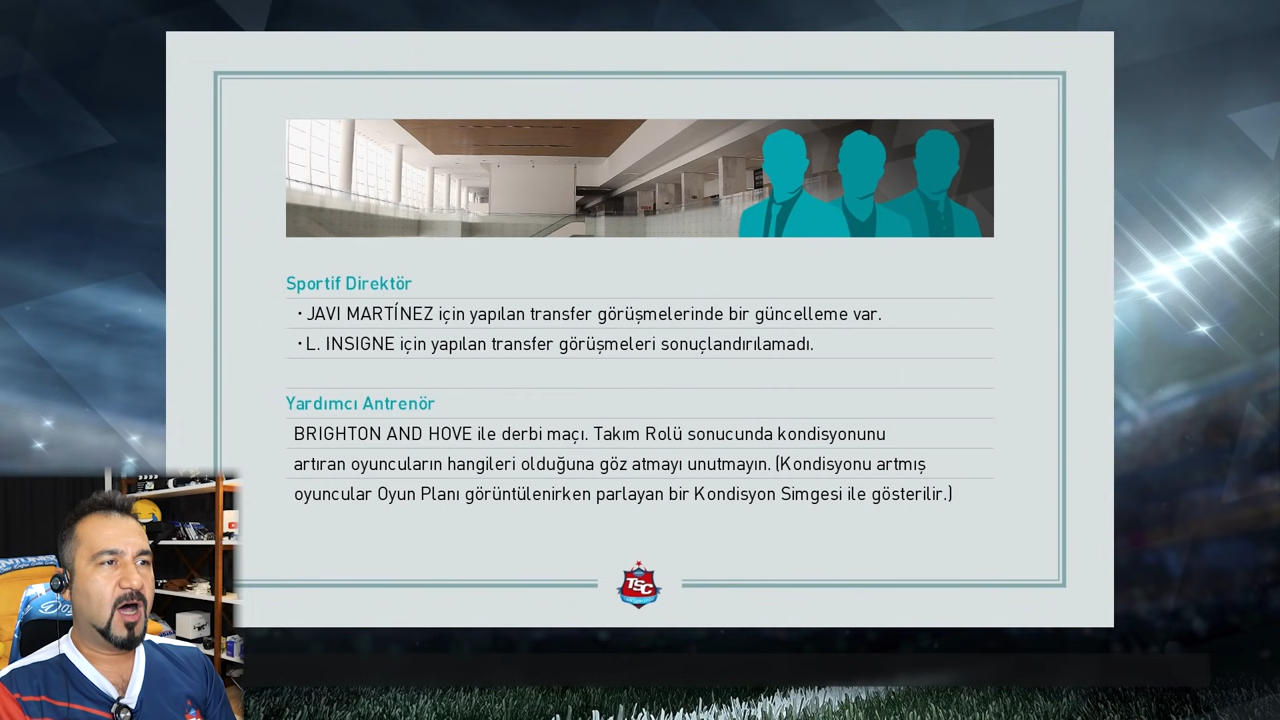 Sportif Direktör
· JAVI MARTÍNEZ için yapılan transfer görüşmelerinde bir güncelleme var.
· L. INSIGNE için yapılan transfer görüşmeleri sonuçlandırılamadı.
Yardımcı Antrenör
BRIGHTON AND HOVE ile derbi maçı. Takım Rolü sonucunda kondisyonunu
artıran oyuncuların hangileri olduğuna göz atmayı unutmayın. (Kondisyonu artmış
oyuncular Oyun Planı görüntülenirken parlayan bir Kondisyon Simgesi ile gösterilir.)
TSC